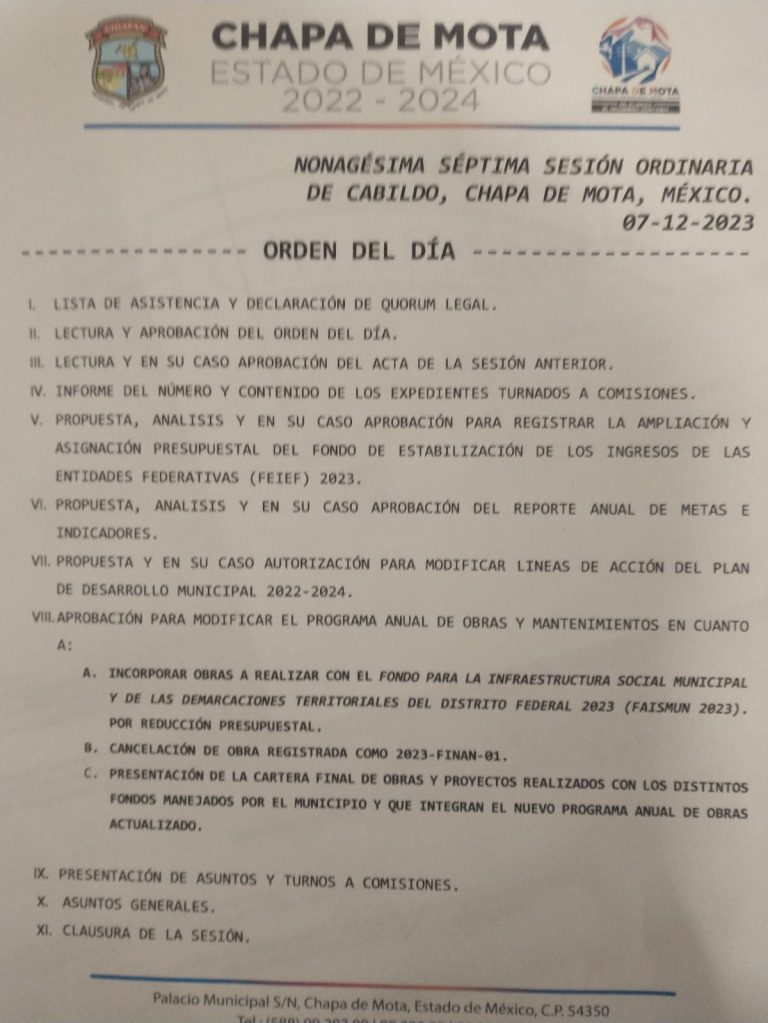 CHAPA DE MOTA
ESTADO DE MÉXICO
2022 - 2024
CHAPA DE MOTA
NONAGÉSIMA SÉPTIMA SESIÓN ORDINARIA
DE CABILDO, CHAPA DE MOTA, MÉXICO.
07-12-2023
---------------- ORDEN DEL DÍA --------------------
I. LISTA DE ASISTENCIA Y DECLARACIÓN DE QUORUM LEGAL.
II. LECTURA Y APROBACIÓN DEL ORDEN DEL DÍA.
III. LECTURA Y EN SU CASO APROBACIÓN DEL ACTA DE LA SESIÓN ANTERIOR.
IV. INFORME DEL NÚMERO Y CONTENIDO DE LOS EXPEDIENTES TURNADOS A COMISIONES.
V. PROPUESTA, ANALISIS Y EN SU CASO APROBACIÓN PARA REGISTRAR LA AMPLIACIÓN Y
ASIGNACIÓN PRESUPUESTAL DEL FONDO DE ESTABILIZACIÓN DE LOS INGRESOS DE LAS
ENTIDADES FEDERATIVAS (FEIEF) 2023.
VI. PROPUESTA, ANALISIS Y EN SU CASO APROBACIÓN DEL REPORTE ANUAL DE METAS E
INDICADORES.
VII. PROPUESTA Y EN SU CASO AUTORIZACIÓN PARA MODIFICAR LINEAS DE ACCIÓN DEL PLAN
DE DESARROLLO MUNICIPAL 2022-2024.
VIII. APROBACIÓN PARA MODIFICAR EL PROGRAMA ANUAL DE OBRAS Y MANTENIMIENTOS EN CUANTO
A:
A. INCORPORAR OBRAS A REALIZAR CON EL FONDO PARA LA INFRAESTRUCTURA SOCIAL MUNICIPAL
Y DE LAS DEMARCACIONES TERRITORIALES DEL DISTRITO FEDERAL 2023 (FAISMUN 2023).
POR REDUCCIÓN PRESUPUESTAL.
B. CANCELACIÓN DE OBRA REGISTRADA COMO 2023-FINAN-01.
C. PRESENTACIÓN DE LA CARTERA FINAL DE OBRAS Y PROYECTOS REALIZADOS CON LOS DISTINTOS
FONDOS MANEJADOS POR EL MUNICIPIO Y QUE INTEGRAN EL NUEVO PROGRAMA ANUAL DE OBRAS
ACTUALIZADO.
IX. PRESENTACIÓN DE ASUNTOS Y TURNOS A COMISIONES.
X. ASUNTOS GENERALES.
XI. CLAUSURA DE LA SESIÓN.
Palacio Municipal S/N, Chapa de Mota, Estado de México, C.P. 54350